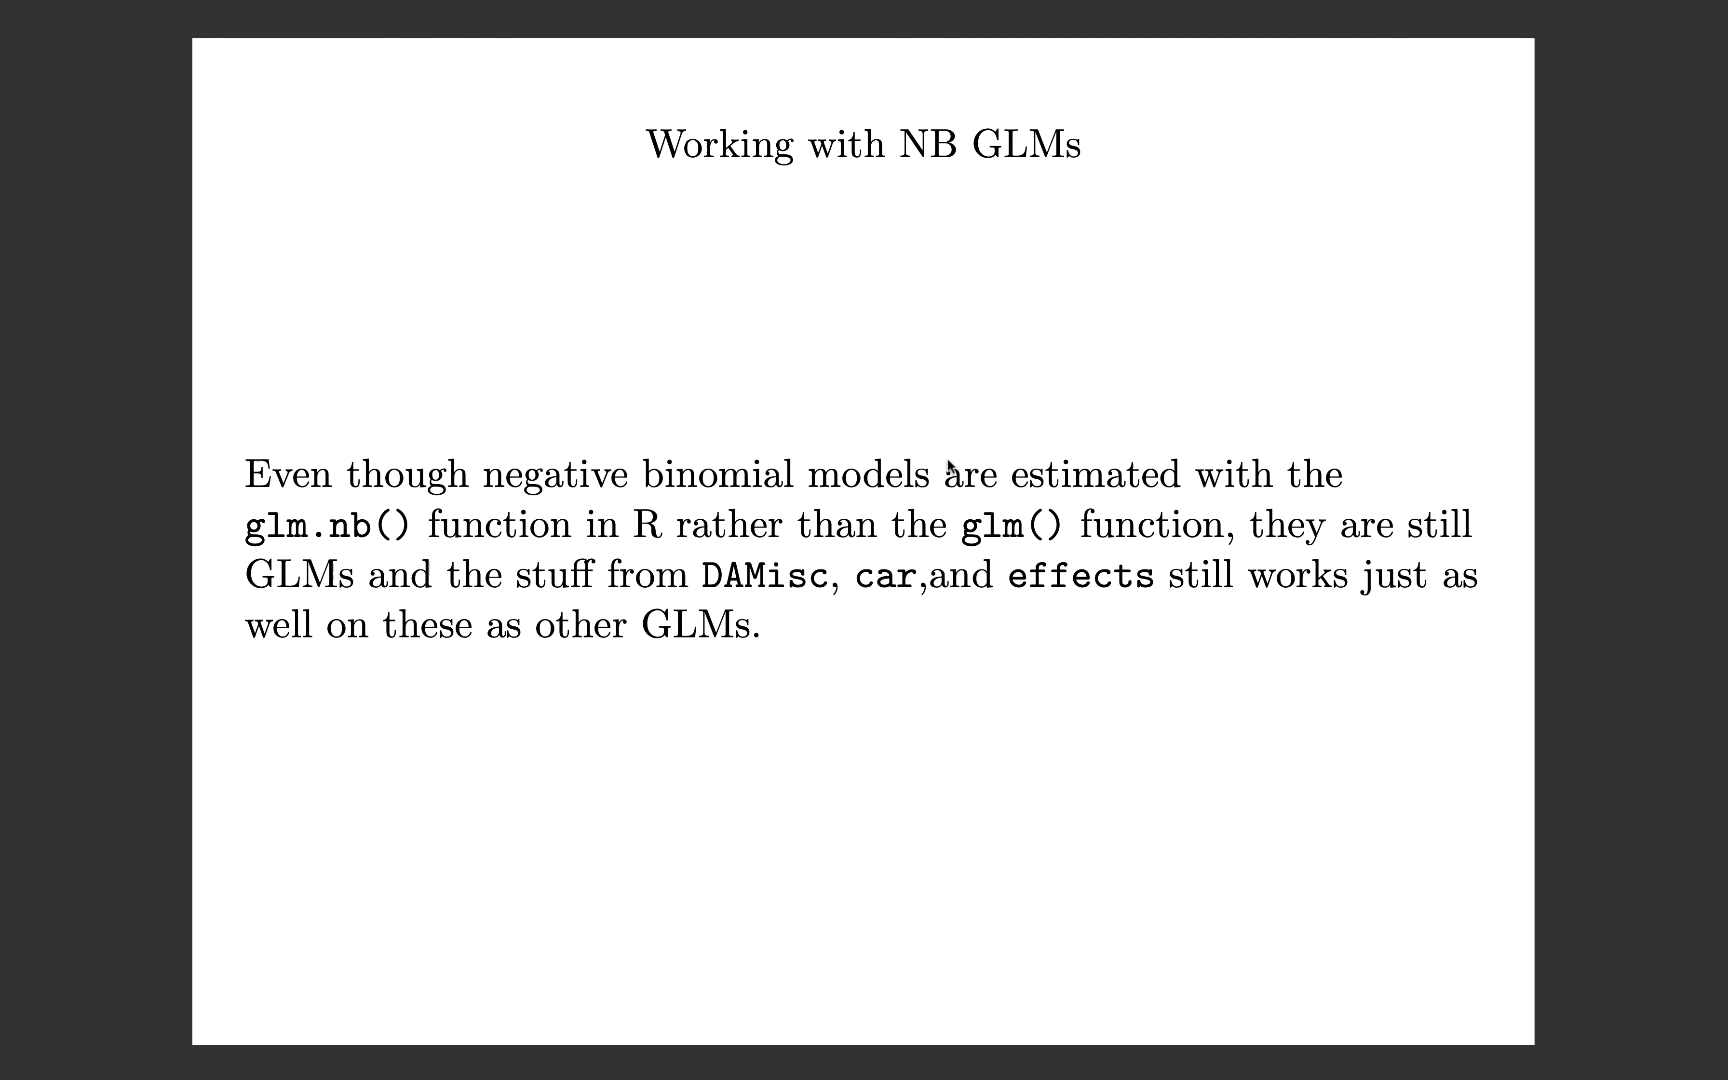 Working with NB GLMs
Even though negative binomial models are estimated with the
glm.nb() function in R rather than the glm() function, they are still
GLMs and the stuff from DAMisc, car,and effects still works just as
well on these as other GLMs.